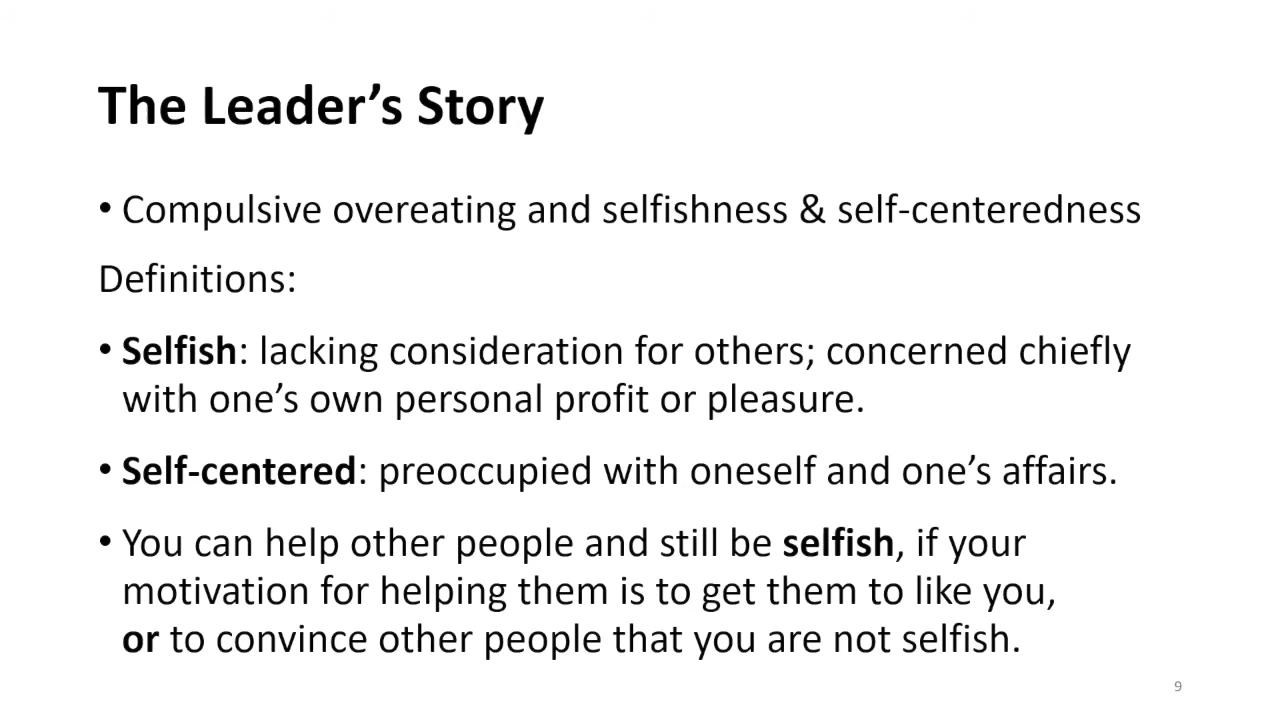 The Leader’s Story
• Compulsive overeating and selfishness & self-centeredness
Definitions:
• Selfish: lacking consideration for others; concerned chiefly
with one’s own personal profit or pleasure.
• Self-centered: preoccupied with oneself and one’s affairs.
• You can help other people and still be selfish, if your
motivation for helping them is to get them to like you,
or to convince other people that you are not selfish.
9